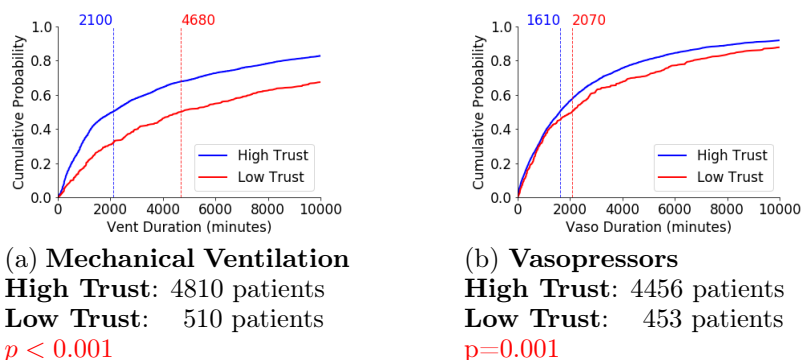 2100
4680
1.0
0.8
0.6
0.4
0.2
0.0
Cumulative Probability
High Trust
Low Trust
0 2000 4000 6000 8000 10000
Vent Duration (minutes)
(a) Mechanical Ventilation
High Trust: 4810 patients
Low Trust: 510 patients
p < 0.001
1610
2070
1.0
0.8
0.6
0.4
0.2
0.0
Cumulative Probability
High Trust
Low Trust
0 2000 4000 6000 8000 10000
Vaso Duration (minutes)
(b) Vasopressors
High Trust: 4456 patients
Low Trust: 453 patients
p=0.001